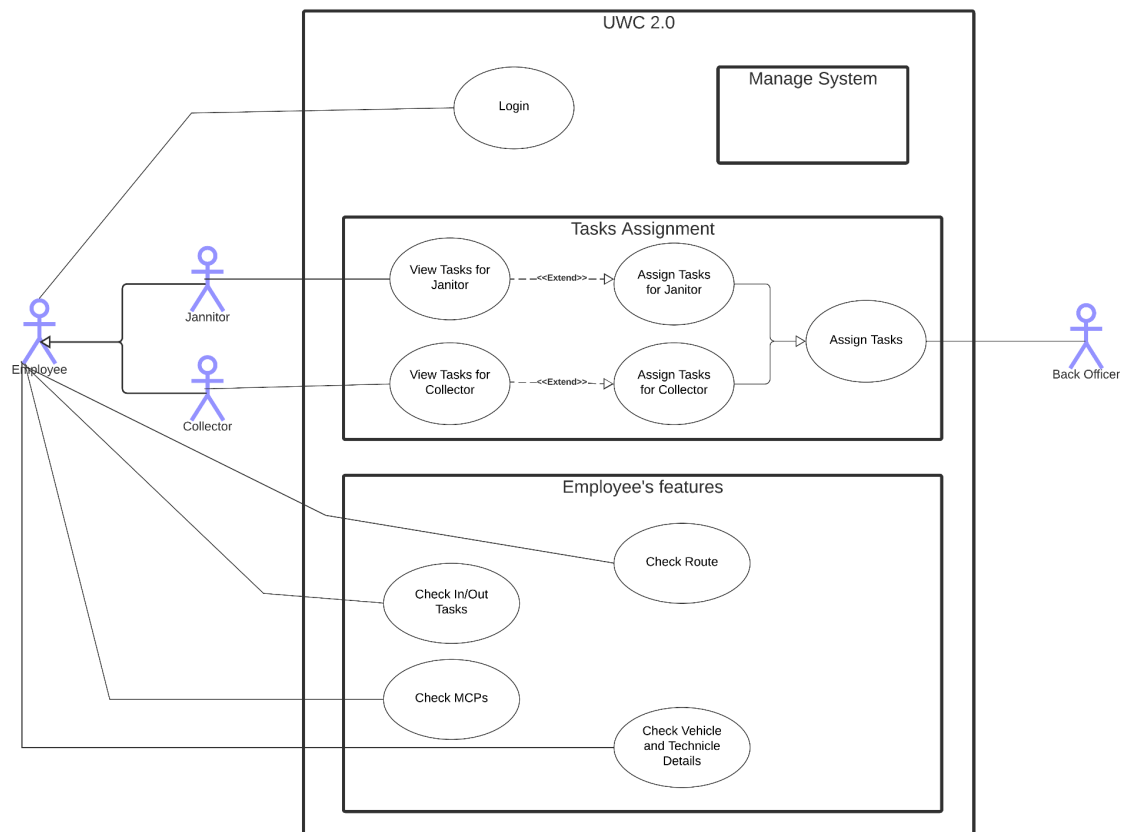 UWC 2.0
Manage System
Login
Tasks Assignment
View Tasks for
Janitor
<<Extend>>
Assign Tasks
for Janitor
Jannitor
Assign Tasks
Employee
Back Officer
View Tasks for
Collector
<<Extend>>
Assign Tasks
for Collector
Collector
Employee's features
Check Route
Check In/Out
Tasks
Check MCPs
Check Vehicle
and Technicle
Details